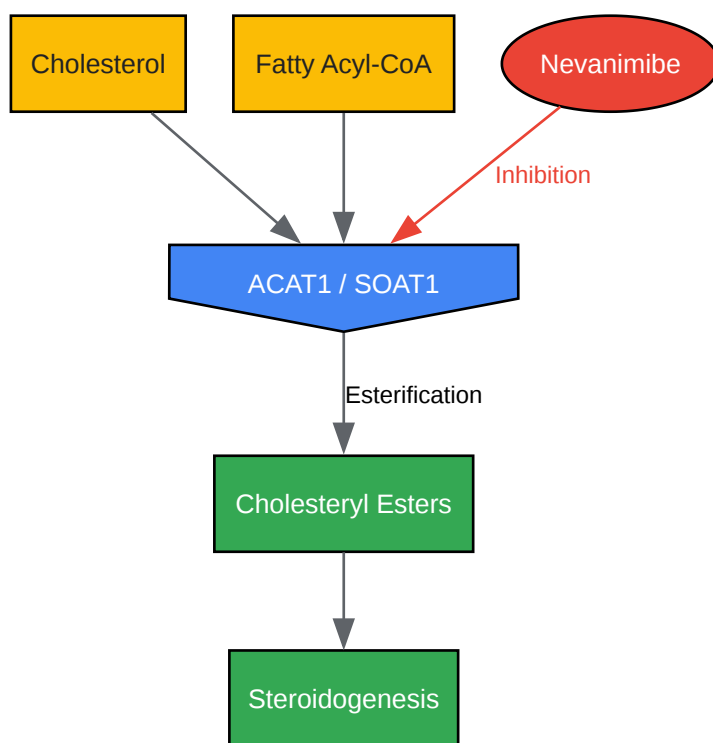 Cholesterol
Fatty Acyl-CoA
Nevanimibe
Inhibition
ACAT1 / SOAT1
Esterification
Cholesteryl Esters
Steroidogenesis